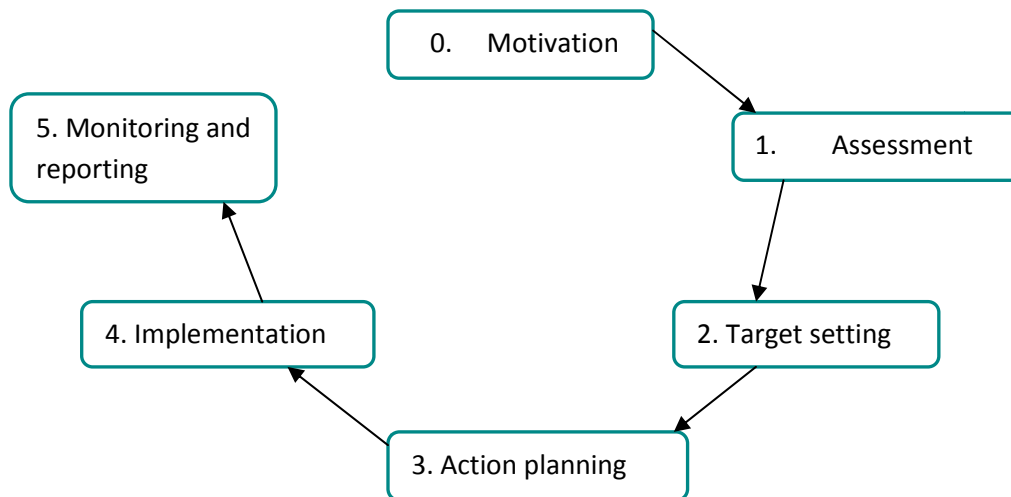 0. Motivation
1. Assessment
2. Target setting
3. Action planning
4. Implementation
5. Monitoring and
reporting